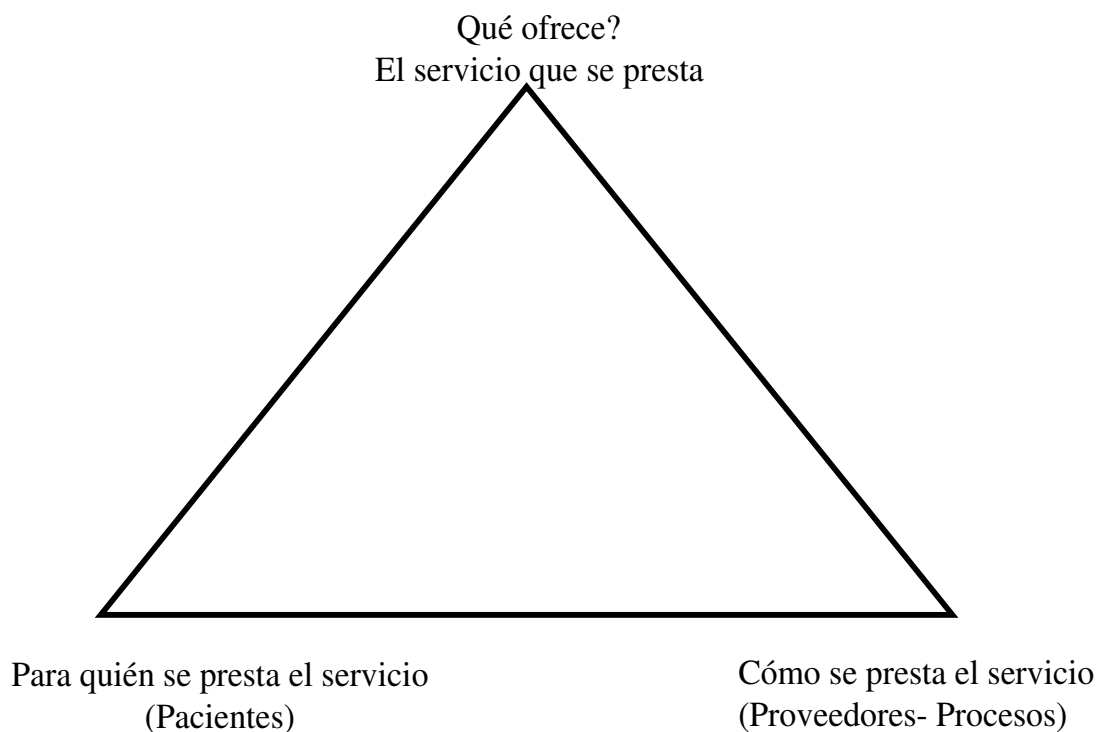 Qué ofrece?
El servicio que se presta
Para quién se presta el servicio
(Pacientes)
Cómo se presta el servicio
(Proveedores- Procesos)